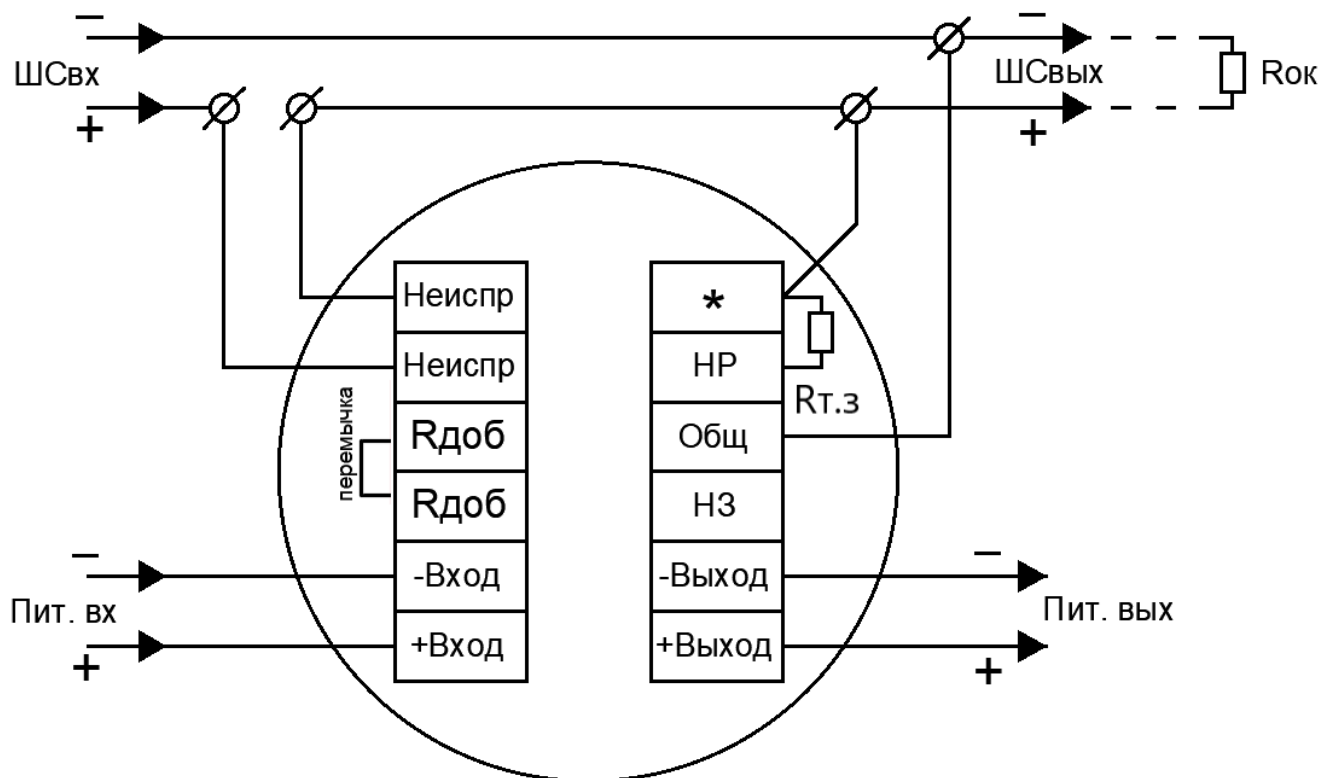 − −
ШСвх ШСвых Rок
+ +
Неиспр *
Неиспр НР
Rт.з
перемычка
Rдоб Общ
Rдоб НЗ
− −
-Вход -Выход
Пит. вх Пит. вых
+Вход +Выход
+ +